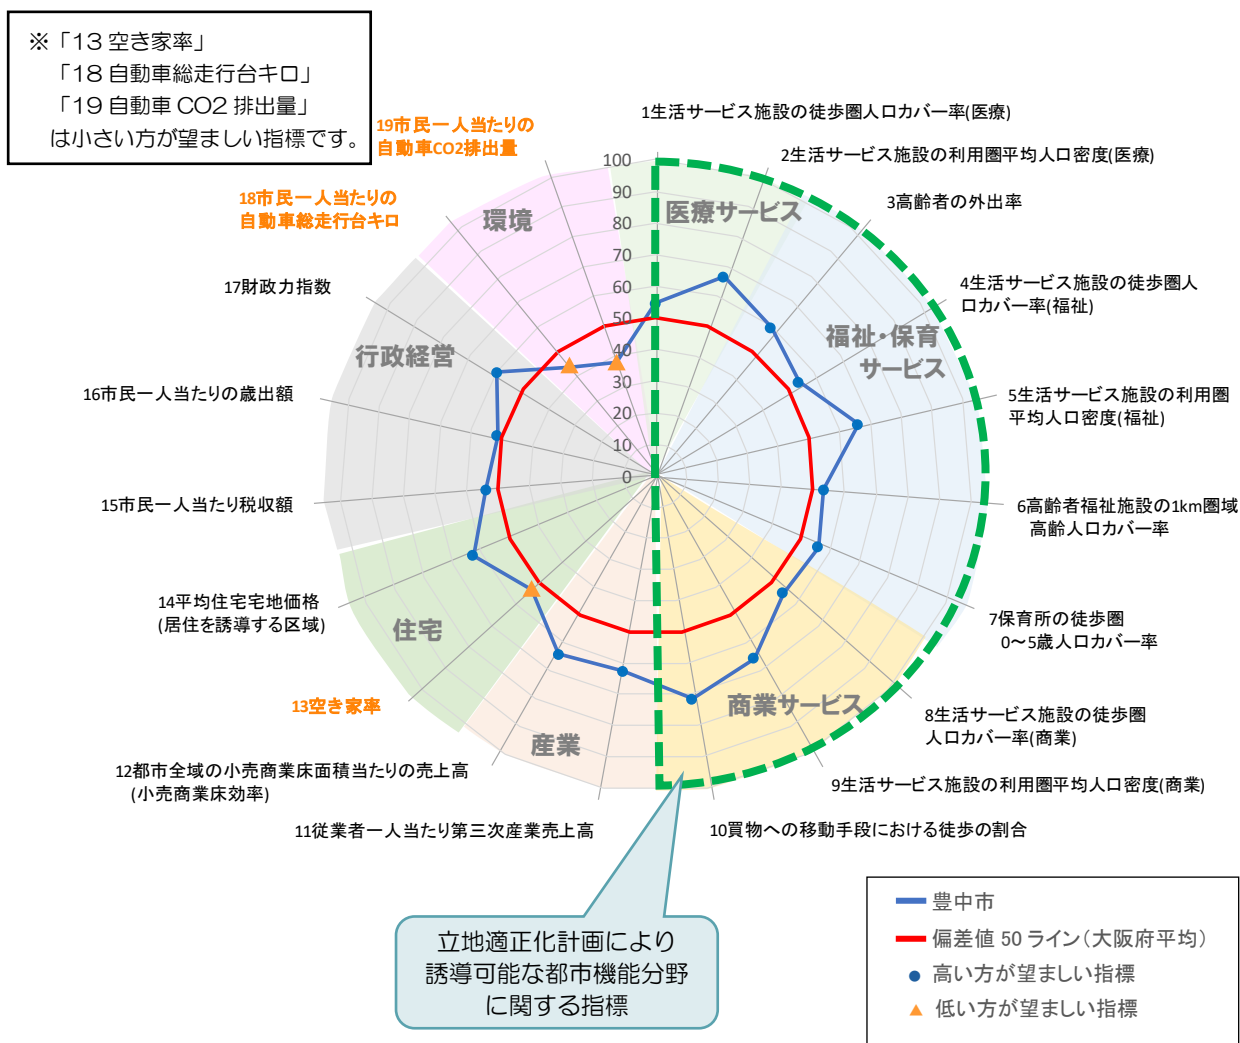 ※「13 空き家率」
「18 自動車総走行台キロ」
「19 自動車 CO2 排出量」
は小さい方が望ましい指標です。
19市民一人当たりの
自動車CO2排出量
1生活サービス施設の徒歩圏人口カバー率(医療)
2生活サービス施設の利用圏平均人口密度(医療)
3高齢者の外出率
4生活サービス施設の徒歩圏人
口カバー率(福祉)
5生活サービス施設の利用圏
平均人口密度(福祉)
6高齢者福祉施設の1km圏域
高齢人口カバー率
7保育所の徒歩圏
0〜5歳人口カバー率
8生活サービス施設の徒歩圏
人口カバー率(商業)
9生活サービス施設の利用圏平均人口密度(商業)
10買物への移動手段における徒歩の割合
11従業者一人当たり第三次産業売上高
12都市全域の小売商業床面積当たりの売上高
(小売商業床効率)
13空き家率
14平均住宅宅地価格
(居住を誘導する区域)
15市民一人当たり税収額
16市民一人当たりの歳出額
17財政力指数
18市民一人当たりの
自動車総走行台キロ
100
90
80
70
60
50
40
30
20
10
0
医療サービス
福祉・保育
サービス
商業サービス
産業
住宅
行政経営
環境
立地適正化計画により
誘導可能な都市機能分野
に関する指標
豊中市
偏差値 50 ライン(大阪府平均)
高い方が望ましい指標
低い方が望ましい指標